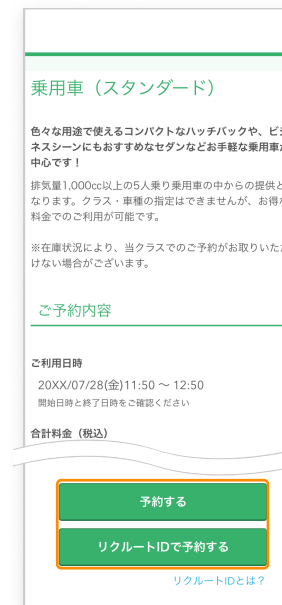 乗用車（スタンダード）
色々な用途で使えるコンパクトなハッチバックや、ビジ
ネスシーンにもおすすめなセダンなどお手軽な乗用車が
中心です！
排気量1,000cc以上の5人乗り乗用車の中からの提供と
なります。クラス・車種の指定はできませんが、お得な
料金でのご利用が可能です。
※在庫状況により、当クラスでのご予約がお取りいただ
けない場合がございます。
ご予約内容
ご利用日時
20XX/07/28(金)11:50 〜 12:50
開始日時と終了日時をご確認ください
合計料金（税込）
予約する
リクルートIDで予約する
リクルートIDとは？